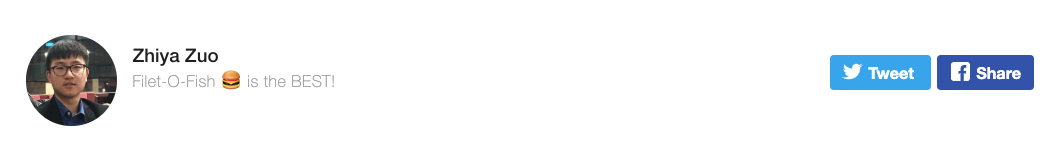 Zhiya Zuo
Filet-O-Fish 🍔 is the BEST!
Tweet
Share